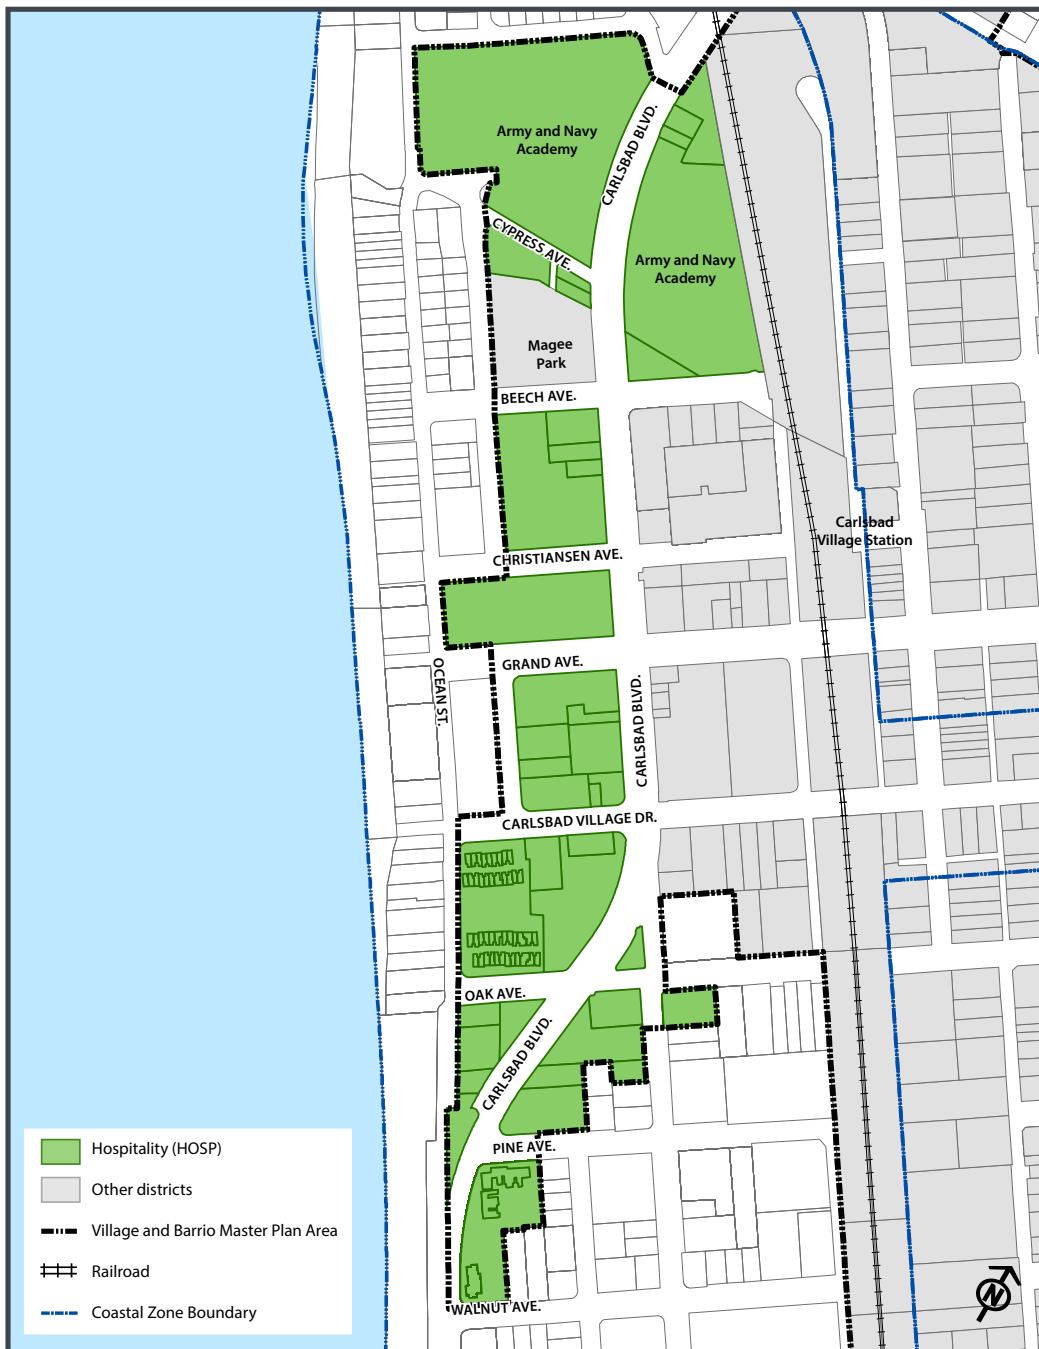 Army and Navy
Academy
CARLSBAD BLVD.
CYPRESS AVE.
Army and Navy
Academy
Magee
Park
BEECH AVE.
Carlsbad
Village Station
CHRISTIANSEN AVE.
GRAND AVE.
OCEAN ST.
CARLSBAD BLVD.
CARLSBAD VILLAGE DR.
OAK AVE.
CARLSBAD BLVD.
PINE AVE.
WALNUT AVE.
Hospitality (HOSP)
Other districts
Village and Barrio Master Plan Area
Railroad
Coastal Zone Boundary
N